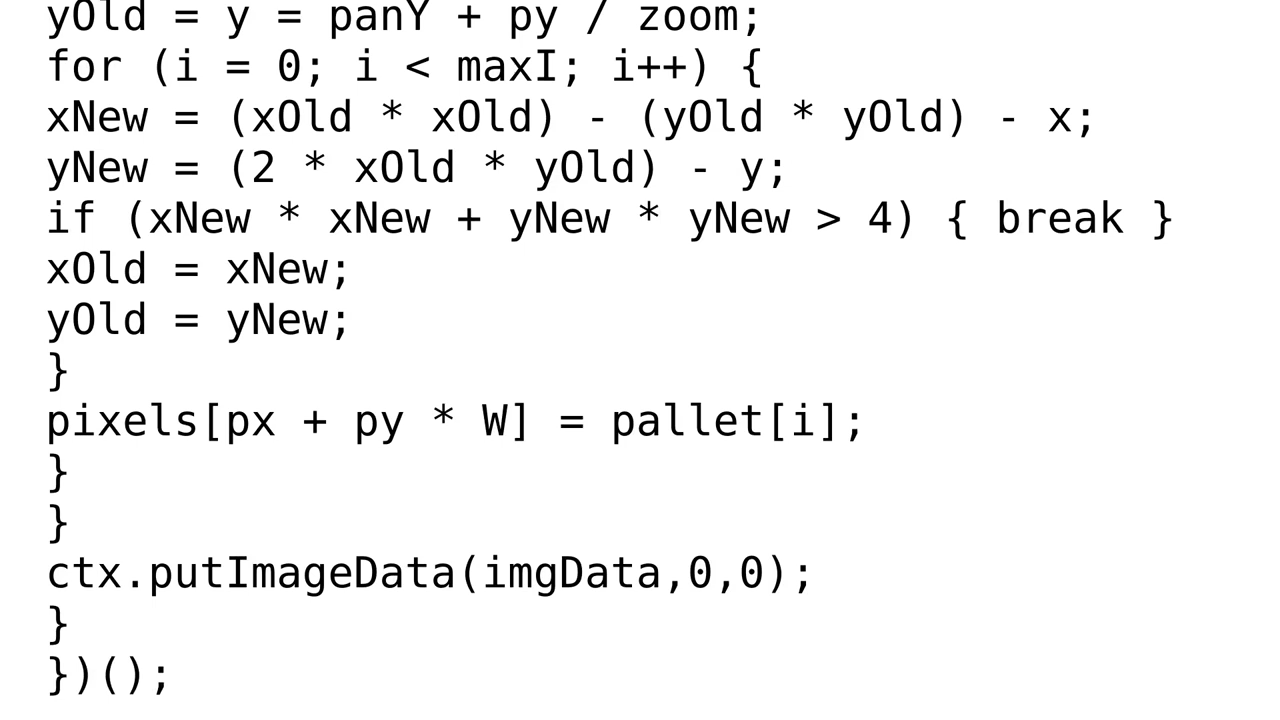 yOld = y = panY + py / zoom;
for (i = 0; i < maxI; i++) {
xNew = (xOld * xOld) - (yOld * yOld) - x;
yNew = (2 * xOld * yOld) - y;
if (xNew * xNew + yNew * yNew > 4) { break }
xOld = xNew;
yOld = yNew;
}
pixels[px + py * W] = pallet[i];
}
}
ctx.putImageData(imgData,0,0);
}
})();